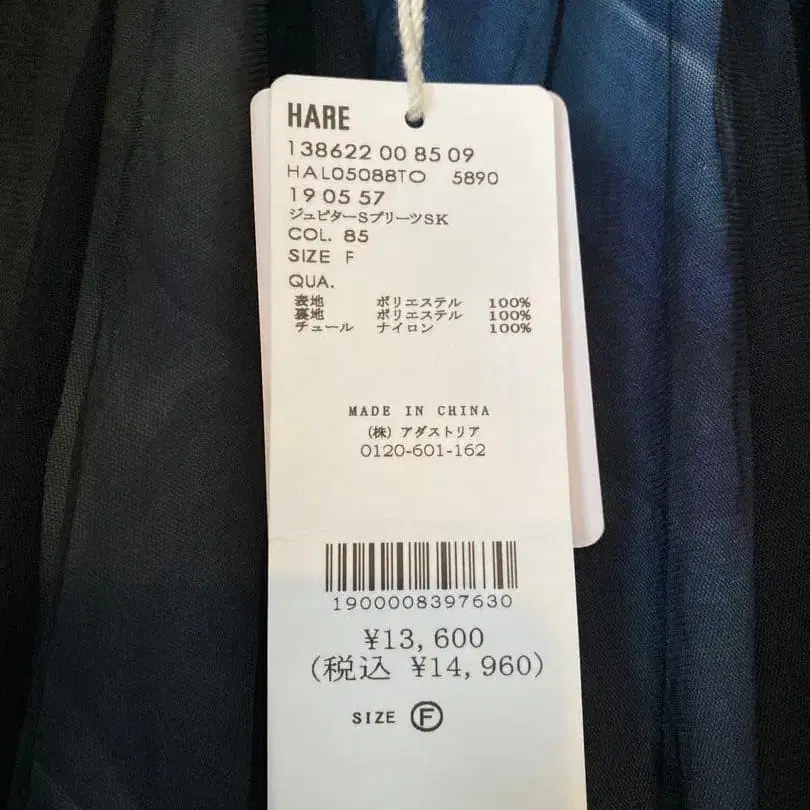 HARE
138622 00 85 09
HAL05088TO 5890
19 05 57
ジュピターSプリーツSK
COL. 85
SIZE F
QUA.
表地 ポリエステル 100%
裏地 ポリエステル 100%
チュール ナイロン 100%
MADE IN CHINA
(株) アダストリア
0120-601-162
1900008397630
¥13,600
(税込 ¥14,960)
SIZE Ⓕ